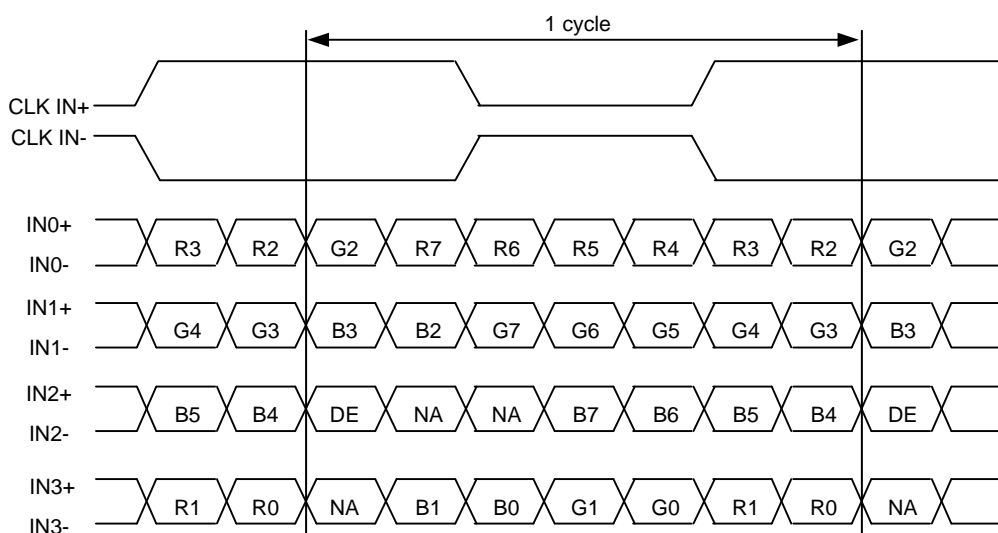 1 cycle
CLK IN+
CLK IN-
IN0+
R3 R2 G2 R7 R6 R5 R4 R3 R2 G2
IN0-
IN1+
G4 G3 B3 B2 G7 G6 G5 G4 G3 B3
IN1-
IN2+
B5 B4 DE NA NA B7 B6 B5 B4 DE
IN2-
IN3+
R1 R0 NA B1 B0 G1 G0 R1 R0 NA
IN3-